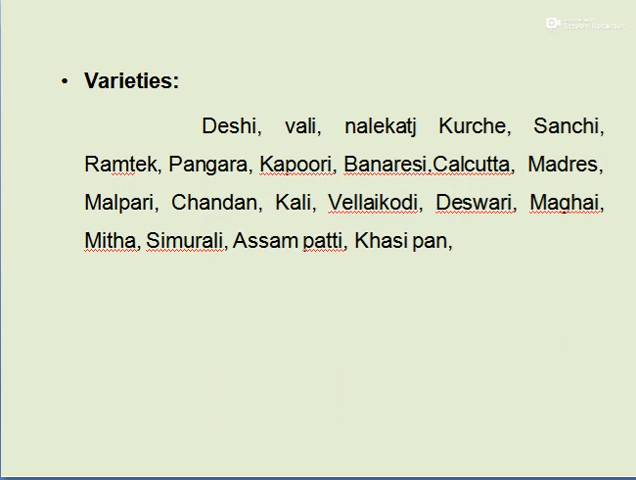 • Varieties:
Deshi, vali, nalekatj Kurche, Sanchi,
Ramtek, Pangara, Kapoori, Banaresi,Calcutta, Madres,
Malpari, Chandan, Kali, Vellaikodi, Deswari, Maghai,
Mitha, Simurali, Assam patti, Khasi pan,